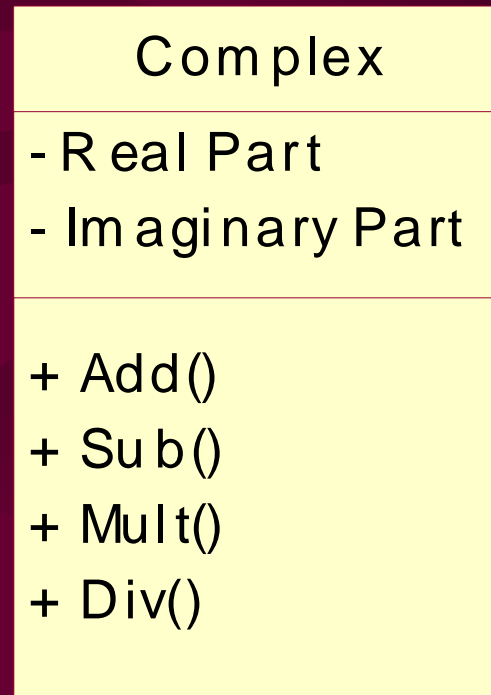 Complex
- Real Part
- Imaginary Part
+ Add()
+ Sub()
+ Mult()
+ Div()